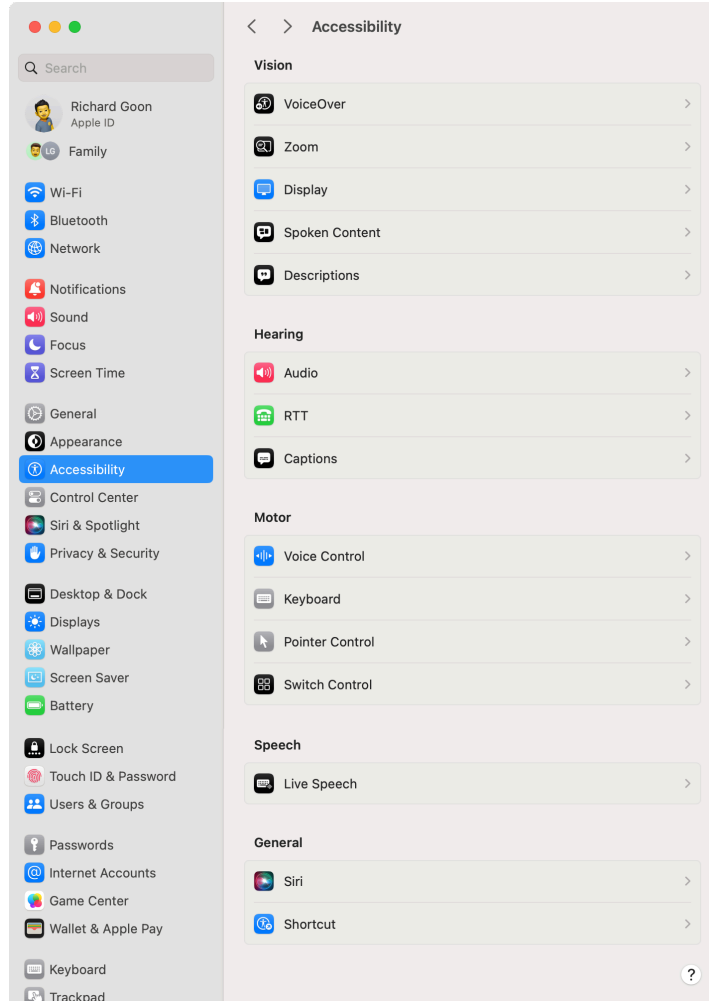 Search
Richard Goon
Apple ID
LG
Family
Wi-Fi
Bluetooth
Network
Notifications
Sound
Focus
Screen Time
General
Appearance
Accessibility
Control Center
Siri & Spotlight
Privacy & Security
Desktop & Dock
Displays
Wallpaper
Screen Saver
Battery
Lock Screen
Touch ID & Password
Users & Groups
Passwords
Internet Accounts
Game Center
Wallet & Apple Pay
Keyboard
Trackpad
Accessibility
Vision
VoiceOver
Zoom
Display
Spoken Content
Descriptions
Hearing
Audio
RTT
Captions
Motor
Voice Control
Keyboard
Pointer Control
Switch Control
Speech
Live Speech
General
Siri
Shortcut
?